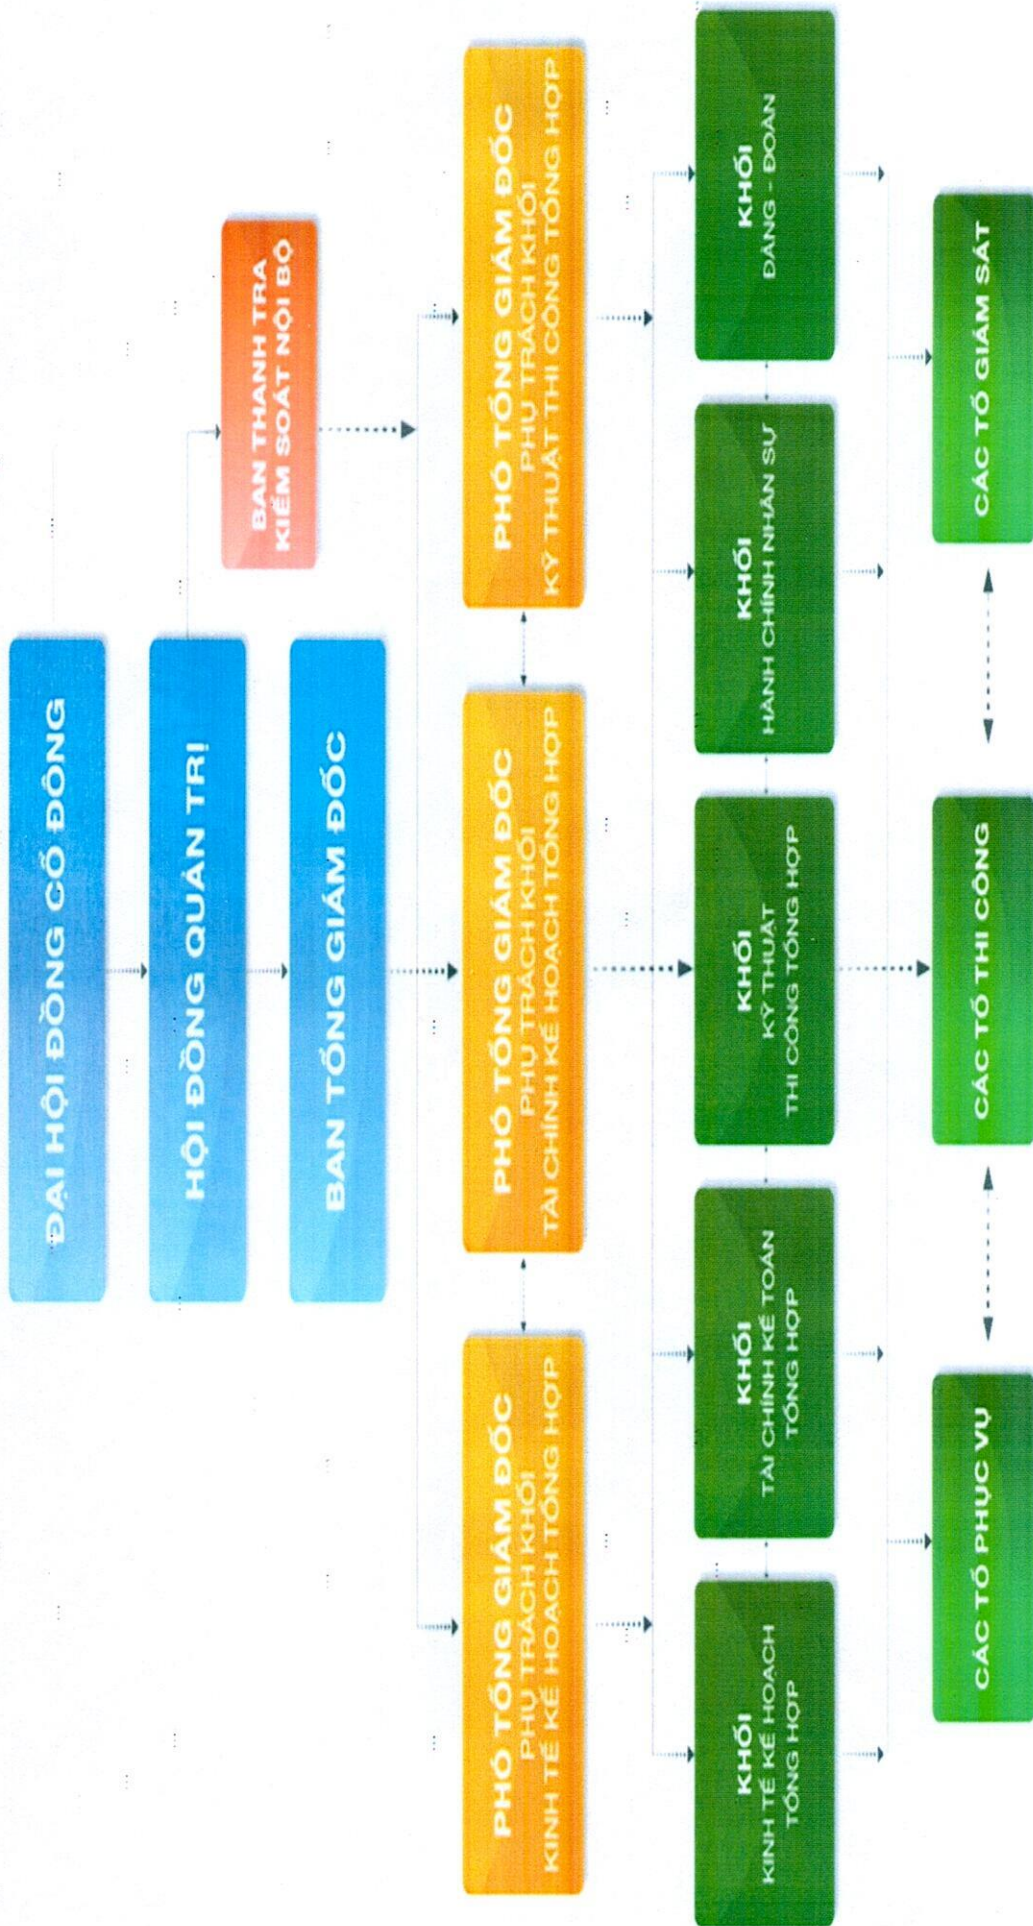 ĐẠI HỘI ĐỒNG CỔ ĐÔNG
HỘI ĐỒNG QUẢN TRỊ
BAN THANH TRA
KIỂM SOÁT NỘI BỘ
BAN TỔNG GIÁM ĐỐC
PHÓ TỔNG GIÁM ĐỐC
PHỤ TRÁCH KHỐI
KINH TẾ KẾ HOẠCH TỔNG HỢP
PHÓ TỔNG GIÁM ĐỐC
PHỤ TRÁCH KHỐI
TÀI CHÍNH KẾ HOẠCH TỔNG HỢP
PHÓ TỔNG GIÁM ĐỐC
PHỤ TRÁCH KHỐI
KỸ THUẬT THI CÔNG TỔNG HỢP
KHỐI
KINH TẾ KẾ HOẠCH
TỔNG HỢP
KHỐI
TÀI CHÍNH KẾ TOÁN
TỔNG HỢP
KHỐI
KỸ THUẬT
THI CÔNG TỔNG HỢP
KHỐI
HÀNH CHÍNH NHÂN SỰ
KHỐI
ĐẢNG - ĐOÀN
CÁC TỔ PHỤC VỤ
CÁC TỔ THI CÔNG
CÁC TỔ GIÁM SÁT